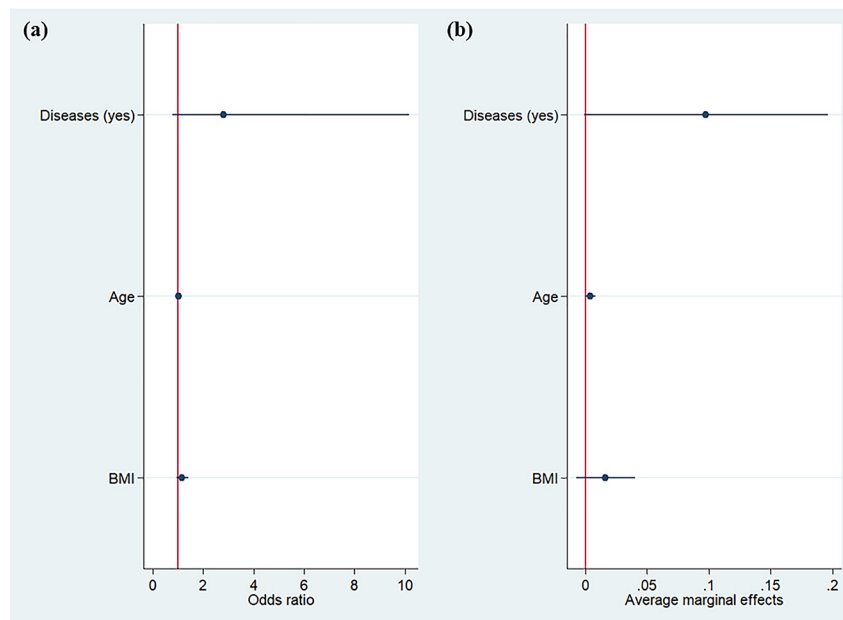 (a)
Diseases (yes)
Age
BMI
0 2 4 6 8 10
Odds ratio
(b)
Diseases (yes)
Age
BMI
0 .05 .1 .15 .2
Average marginal effects